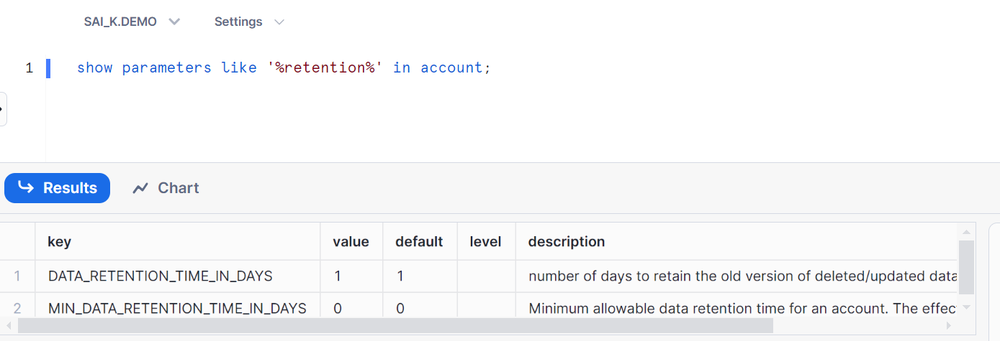 SAI_K.DEMO Settings
1 show parameters like '%retention%' in account;
Results Chart
key value default level description
1 DATA_RETENTION_TIME_IN_DAYS 1 1 number of days to retain the old version of deleted/updated data
2 MIN_DATA_RETENTION_TIME_IN_DAYS 0 0 Minimum allowable data retention time for an account. The effec